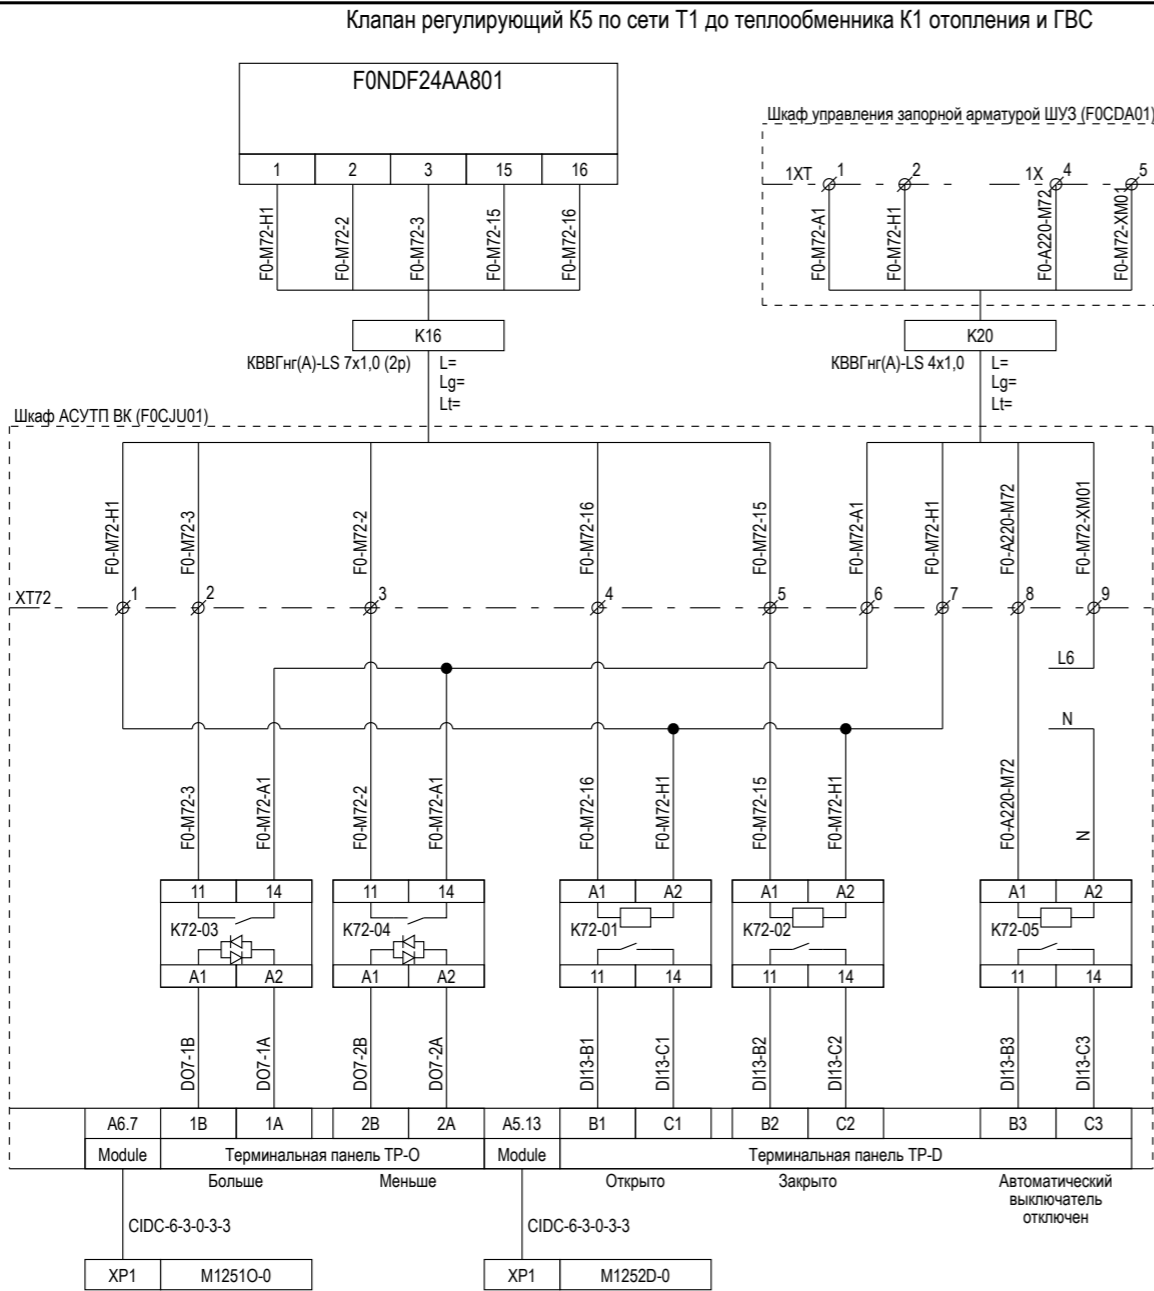 Клапан регулирующий К5 по сети Т1 до теплообменника К1 отопления и ГВС
F0NDF24AA801
1 2 3 15 16
F0-M72-H1 F0-M72-2 F0-M72-3 F0-M72-15 F0-M72-16
Шкаф управления запорной арматурой ШУЗ (F0CDA01)
1XT 1 2 1X 4 5
F0-M72-A1 F0-M72-H1 F0-A220-M72 F0-M72-XM01
K16
КВВГнг(А)-LS 7x1,0 (2р)
L=
Lg=
Lt=
K20
КВВГнг(А)-LS 4x1,0
L=
Lg=
Lt=
Шкаф АСУТП ВК (F0CJU01)
F0-M72-H1 F0-M72-3 F0-M72-2 F0-M72-16 F0-M72-15 F0-M72-A1 F0-M72-H1 F0-A220-M72 F0-M72-XM01
XT72 1 2 3 4 5 6 7 8 9
L6
N
F0-M72-3 F0-M72-A1 F0-M72-2 F0-M72-A1 F0-M72-16 F0-M72-H1 F0-M72-15 F0-M72-H1 F0-A220-M72 N
11 14 11 14 A1 A2 A1 A2 A1 A2
K72-03 K72-04 K72-01 K72-02 K72-05
A1 A2 A1 A2 11 14 11 14 11 14
DO7-1B DO7-1A DO7-2B DO7-2A DI13-B1 DI13-C1 DI13-B2 DI13-C2 DI13-B3 DI13-C3
A6.7 1B 1A 2B 2A A5.13 B1 C1 B2 C2 B3 C3
Module Терминальная панель TP-O Module Терминальная панель TP-D
Больше Меньше Открыто Закрыто Автоматический
выключатель
отключен
CIDC-6-3-0-3-3 CIDC-6-3-0-3-3
XP1 M1251O-0 XP1 M1252D-0